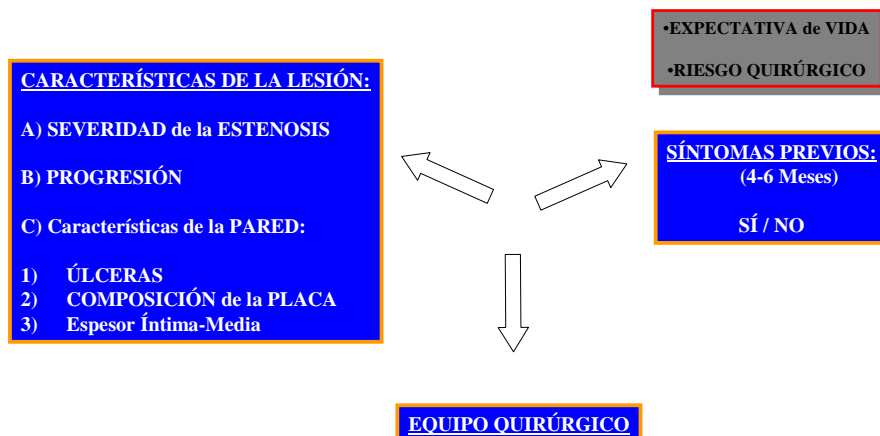 •EXPECTATIVA de VIDA
•RIESGO QUIRÚRGICO
CARACTERÍSTICAS DE LA LESIÓN:
A) SEVERIDAD de la ESTENOSIS
B) PROGRESIÓN
C) Características de la PARED:
1) ÚLCERAS
2) COMPOSICIÓN de la PLACA
3) Espesor Íntima-Media
SÍNTOMAS PREVIOS:
(4-6 Meses)
SÍ / NO
EQUIPO QUIRÚRGICO